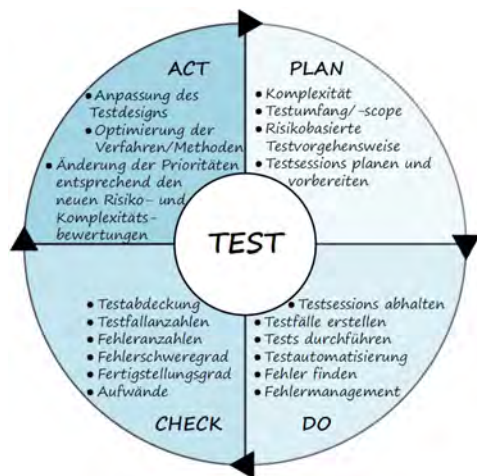 ACT
• Anpassung des
Testdesigns
• Optimierung der
Verfahren/Methoden
• Änderung der Prioritäten
entsprechend den
neuen Risiko- und
Komplexitäts-
bewertungen
PLAN
• Komplexität
• Testumfang/-scope
• Risikobasierte
Testvorgehensweise
• Testsessions planen und
vorbereiten
TEST
• Testabdeckung
• Testfallanzahlen
• Fehleranzahlen
• Fehlerschweregrad
• Fertigstellungsgrad
• Aufwände
CHECK
• Testsessions abhalten
• Testfälle erstellen
• Tests durchführen
• Testautomatisierung
• Fehler finden
• Fehlermanagement
DO